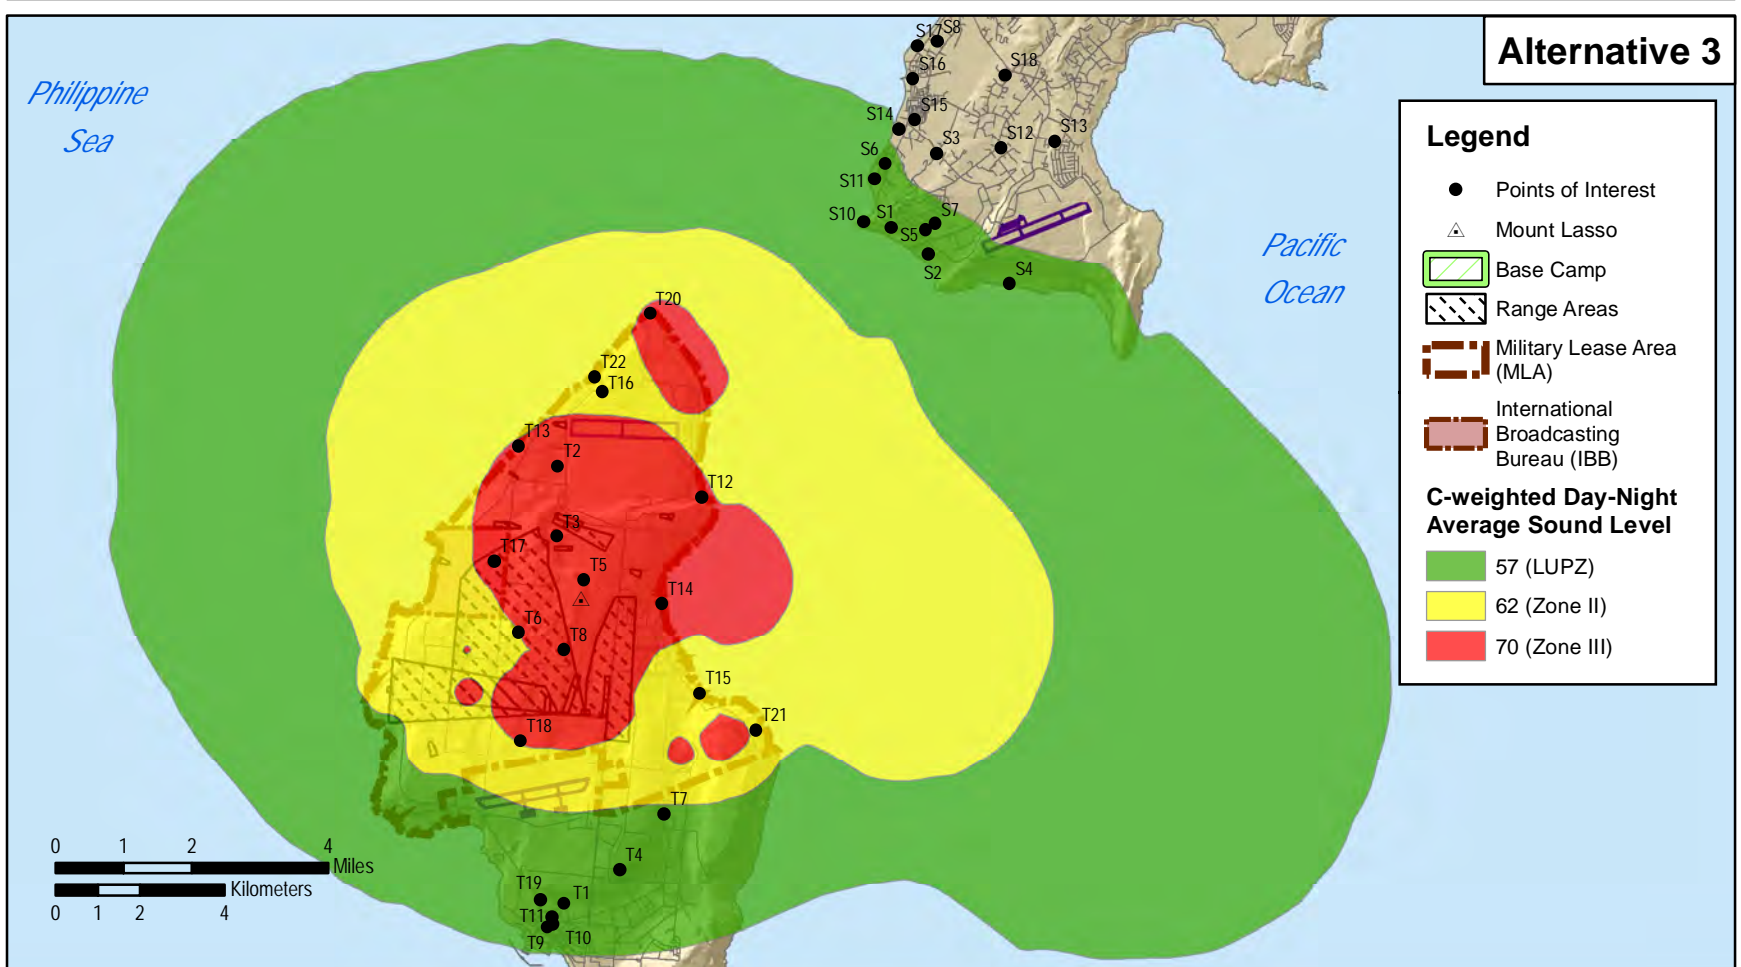 Alternative 3
Philippine
Sea
Pacific
Ocean
S17
S8
S16
S18
S14
S15
S3
S12
S13
S6
S11
S10
S1
S7
S5
S2
S4
T20
T22
T16
T13
T2
T12
T3
T17
T5
T14
T6
T8
T15
T21
T18
T7
T4
T19
T1
T11
T9
T10
Legend
Points of Interest
Mount Lasso
Base Camp
Range Areas
Military Lease Area
(MLA)
International
Broadcasting
Bureau (IBB)
C-weighted Day-Night
Average Sound Level
57 (LUPZ)
62 (Zone II)
70 (Zone III)
0 1 2 4
Miles
Kilometers
0 1 2 4